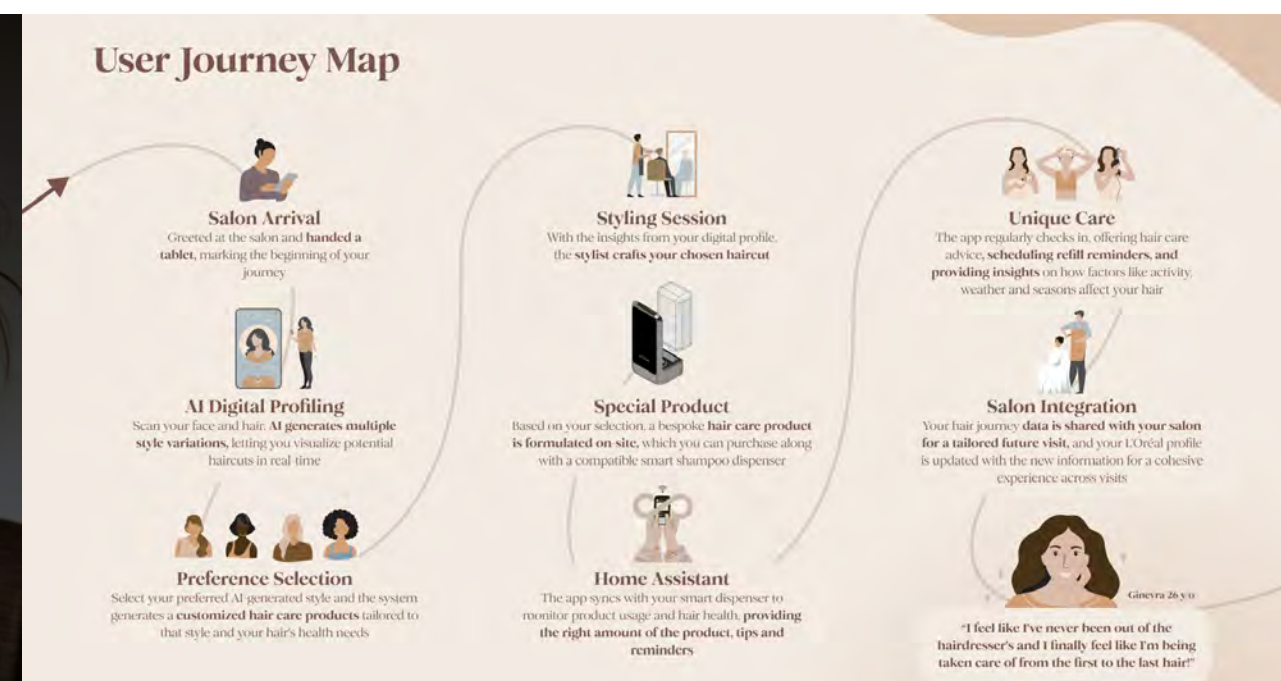 User Journey Map
Salon Arrival
Greeted at the salon and handed a
tablet, marking the beginning of your
journey
AI Digital Profiling
Scan your face and hair. AI generates multiple
style variations, letting you visualize potential
haircuts in real-time
Preference Selection
Select your preferred AI-generated style and the system
generates a customized hair care products tailored to
that style and your hair's health needs
Styling Session
With the insights from your digital profile,
the stylist crafts your chosen haircut
Special Product
Based on your selection, a bespoke hair care product
is formulated on-site, which you can purchase along
with a compatible smart shampoo dispenser
Home Assistant
The app syncs with your smart dispenser to
monitor product usage and hair health, providing
the right amount of the product, tips and
reminders
Unique Care
The app regularly checks in, offering hair care
advice, scheduling refill reminders, and
providing insights on how factors like activity,
weather and seasons affect your hair
Salon Integration
Your hair journey data is shared with your salon
for a tailored future visit, and your L'Oréal profile
is updated with the new information for a cohesive
experience across visits
Ginevra 26 y/o
"I feel like I've never been out of the
hairdresser's and I finally feel like I'm being
taken care of from the first to the last hair!"